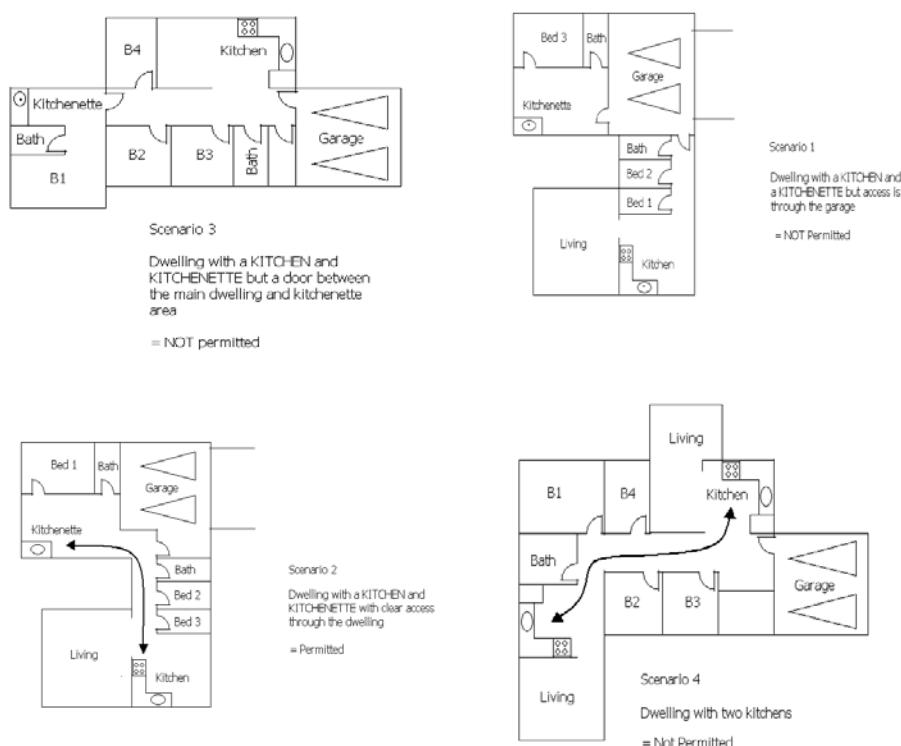 B4
Kitchen
Kitchenette
Bath
B1
B2
B3
Bath
Garage
Scenario 3
Dwelling with a KITCHEN and
KITCHENETTE but a door between
the main dwelling and kitchenette
area
= NOT permitted
Bed 3
Bath
Garage
Kitchenette
Bath
Bed 2
Bed 1
Living
Kitchen
Scenario 1
Dwelling with a KITCHEN and
a KITCHENETTE but access is
through the garage
= NOT Permitted
Bed 1
Bath
Garage
Kitchenette
Bath
Bed 2
Bed 3
Living
Kitchen
Scenario 2
Dwelling with a KITCHEN and
KITCHENETTE with clear access
through the dwelling
= Permitted
Living
B1
B4
Kitchen
Bath
B2
B3
Garage
Living
Scenario 4
Dwelling with two kitchens
= Not Permitted